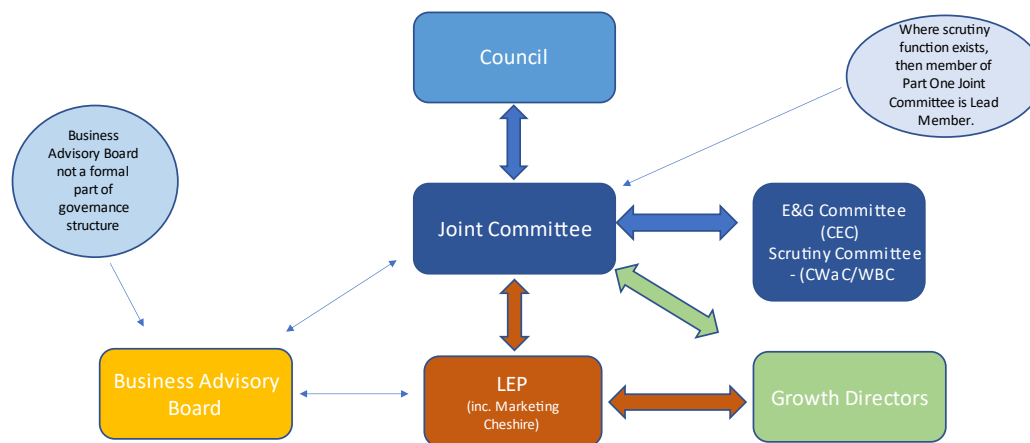 Council
Where scrutiny
function exists,
then member of
Part One Joint
Committee is Lead
Member.
Business
Advisory Board
not a formal
part of
governance
structure
Joint Committee
E&G Committee
(CEC)
Scrutiny Committee
- (CWaC/WBC
Business Advisory
Board
LEP
(inc. Marketing
Cheshire)
Growth Directors